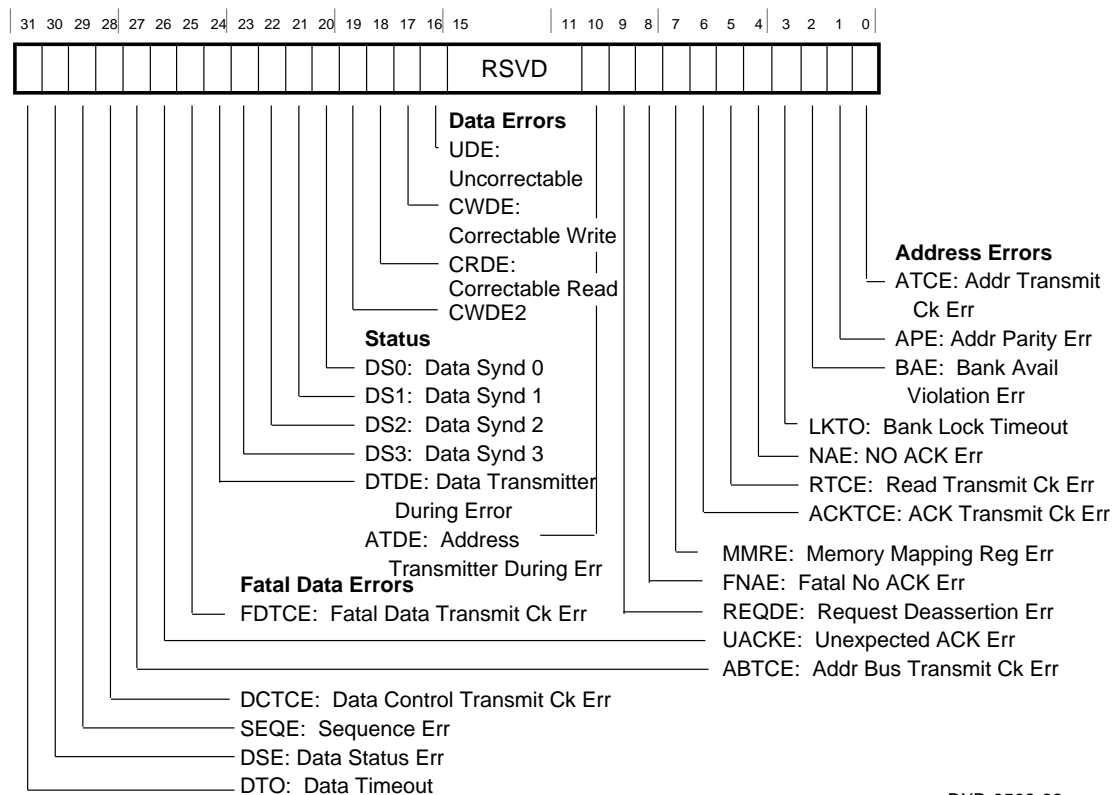 31 30 29 28 27 26 25 24 23 22 21 20 19 18 17 16 15 11 10 9 8 7 6 5 4 3 2 1 0
RSVD
Data Errors
UDE:
Uncorrectable
CWDE:
Correctable Write
CRDE:
Correctable Read
CWDE2
Status
DS0: Data Synd 0
DS1: Data Synd 1
DS2: Data Synd 2
DS3: Data Synd 3
DTDE: Data Transmitter
During Error
ATDE: Address
Transmitter During Err
Fatal Data Errors
FDTCE: Fatal Data Transmit Ck Err
Address Errors
ATCE: Addr Transmit
Ck Err
APE: Addr Parity Err
BAE: Bank Avail
Violation Err
LKTO: Bank Lock Timeout
NAE: NO ACK Err
RTCE: Read Transmit Ck Err
ACKTCE: ACK Transmit Ck Err
MMRE: Memory Mapping Reg Err
FNAE: Fatal No ACK Err
REQDE: Request Deassertion Err
UACKE: Unexpected ACK Err
ABTCE: Addr Bus Transmit Ck Err
DCTCE: Data Control Transmit Ck Err
SEQE: Sequence Err
DSE: Data Status Err
DTO: Data Timeout